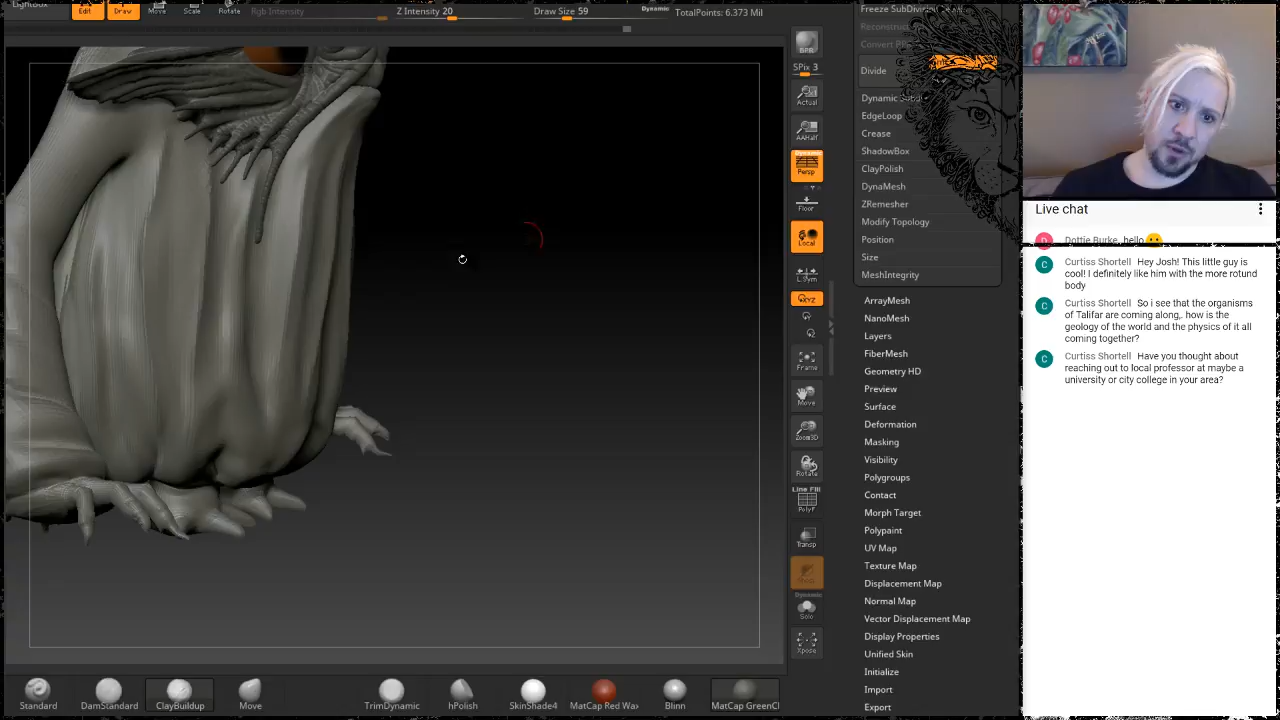 Lightbox
Edit
Draw
Move
Scale
Rotate
Rgb Intensity
Z Intensity 20
Draw Size 59
Dynamic
TotalPoints: 6.373 Mil
BPR
SPix 3
Actual
AAHalf
Dynamic
Persp
Floor
Local
L.Sym
XYZ
Frame
Move
Zoom3D
Rotate
Line Fill
PolyF
Transp
Dynamic
Solo
Xpose
Freeze SubDivision
Reconstruct
Convert
Divide
Dynamic Subdiv
EdgeLoop
Crease
ShadowBox
ClayPolish
DynaMesh
ZRemesher
Modify Topology
Position
Size
MeshIntegrity
ArrayMesh
NanoMesh
Layers
FiberMesh
Geometry HD
Preview
Surface
Deformation
Masking
Visibility
Polygroups
Contact
Morph Target
Polypaint
UV Map
Texture Map
Displacement Map
Normal Map
Vector Displacement Map
Display Properties
Unified Skin
Initialize
Import
Export
Standard
DamStandard
ClayBuildup
Move
TrimDynamic
hPolish
SkinShade4
MatCap Red Wax
Blinn
MatCap GreenCl
Live chat
D Dottie Burke hello
C Curtiss Shortell Hey Josh! This little guy is
cool! I definitely like him with the more rotund
body
C Curtiss Shortell So i see that the organisms
of Talifar are coming along,. how is the
geology of the world and the physics of it all
coming together?
C Curtiss Shortell Have you thought about
reaching out to local professor at maybe a
university or city college in your area?